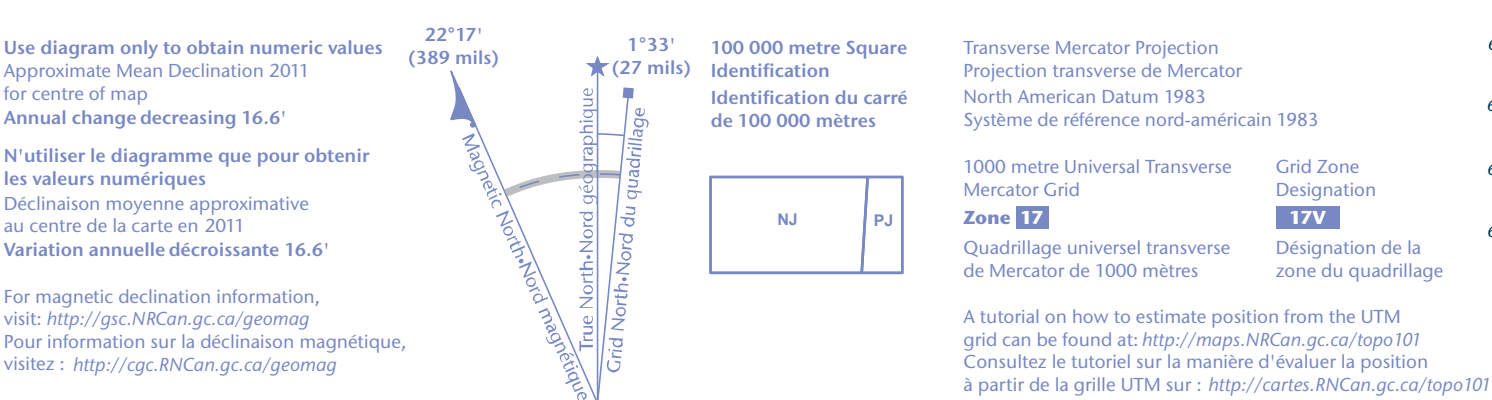 Use diagram only to obtain numeric values
Approximate Mean Declination 2011
for centre of map
Annual change decreasing 16.6'
N'utiliser le diagramme que pour obtenir
les valeurs numériques
Déclinaison moyenne approximative
au centre de la carte en 2011
Variation annuelle décroissante 16.6'
For magnetic declination information,
visit: http://gsc.NRCan.gc.ca/geomag
Pour information sur la déclinaison magnétique,
visitez : http://cgc.RNCan.gc.ca/geomag
22°17'
(389 mils)
1°33'
(27 mils)
Magnetic North•Nord magnétique
True North•Nord géographique
Grid North•Nord du quadrillage
100 000 metre Square
Identification
Identification du carré
de 100 000 mètres
NJ
PJ
Transverse Mercator Projection
Projection transverse de Mercator
North American Datum 1983
Système de référence nord-américain 1983
1000 metre Universal Transverse
Mercator Grid
Zone 17
Quadrillage universel transverse
de Mercator de 1000 mètres
Grid Zone
Designation
17V
Désignation de la
zone du quadrillage
A tutorial on how to estimate position from the UTM
grid can be found at: http://maps.NRCan.gc.ca/topo101
Consultez le tutoriel sur la manière d'évaluer la position
à partir de la grille UTM sur : http://cartes.RNCan.gc.ca/topo101